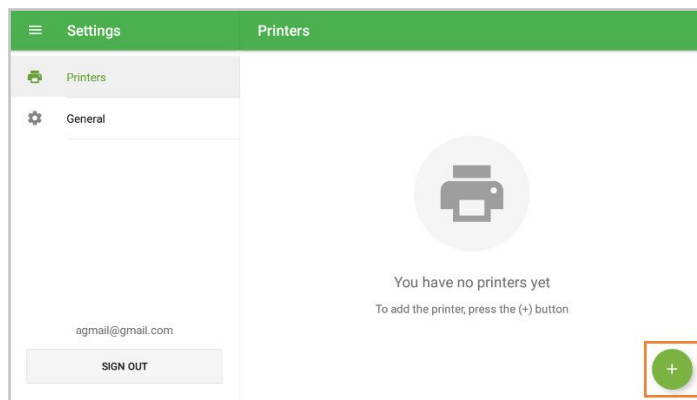 Settings
Printers
Printers
General
You have no printers yet
To add the printer, press the (+) button
agmail@gmail.com
SIGN OUT
+